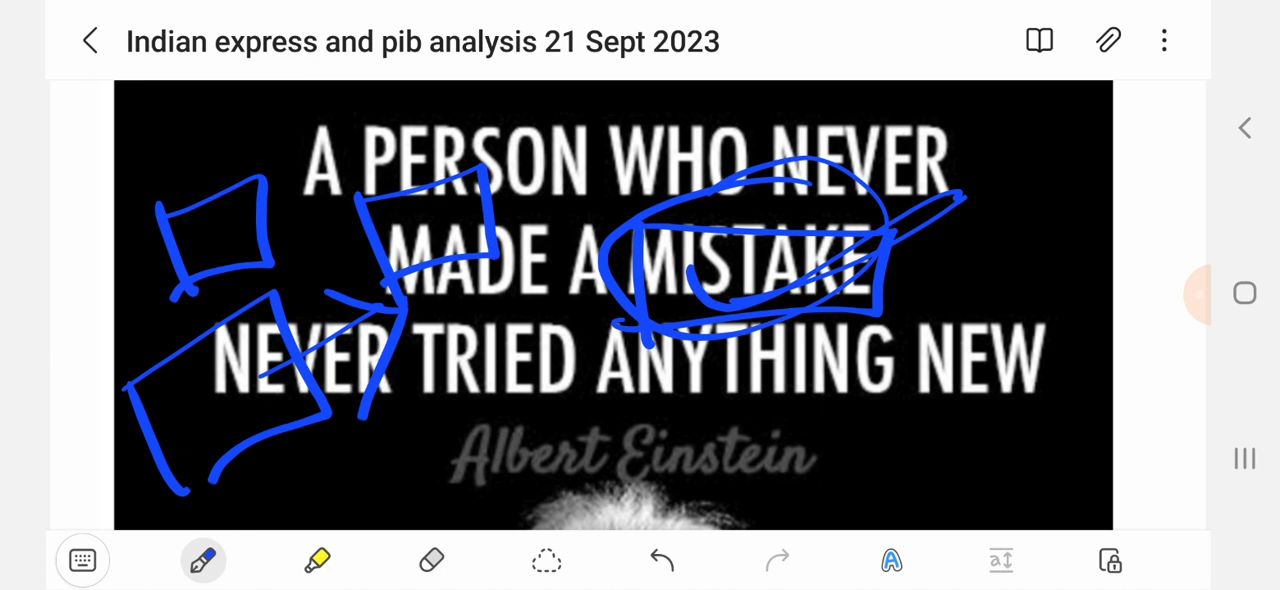 Indian express and pib analysis 21 Sept 2023
A PERSON WHO NEVER
MADE A MISTAKE
NEVER TRIED ANYTHING NEW
Albert Einstein